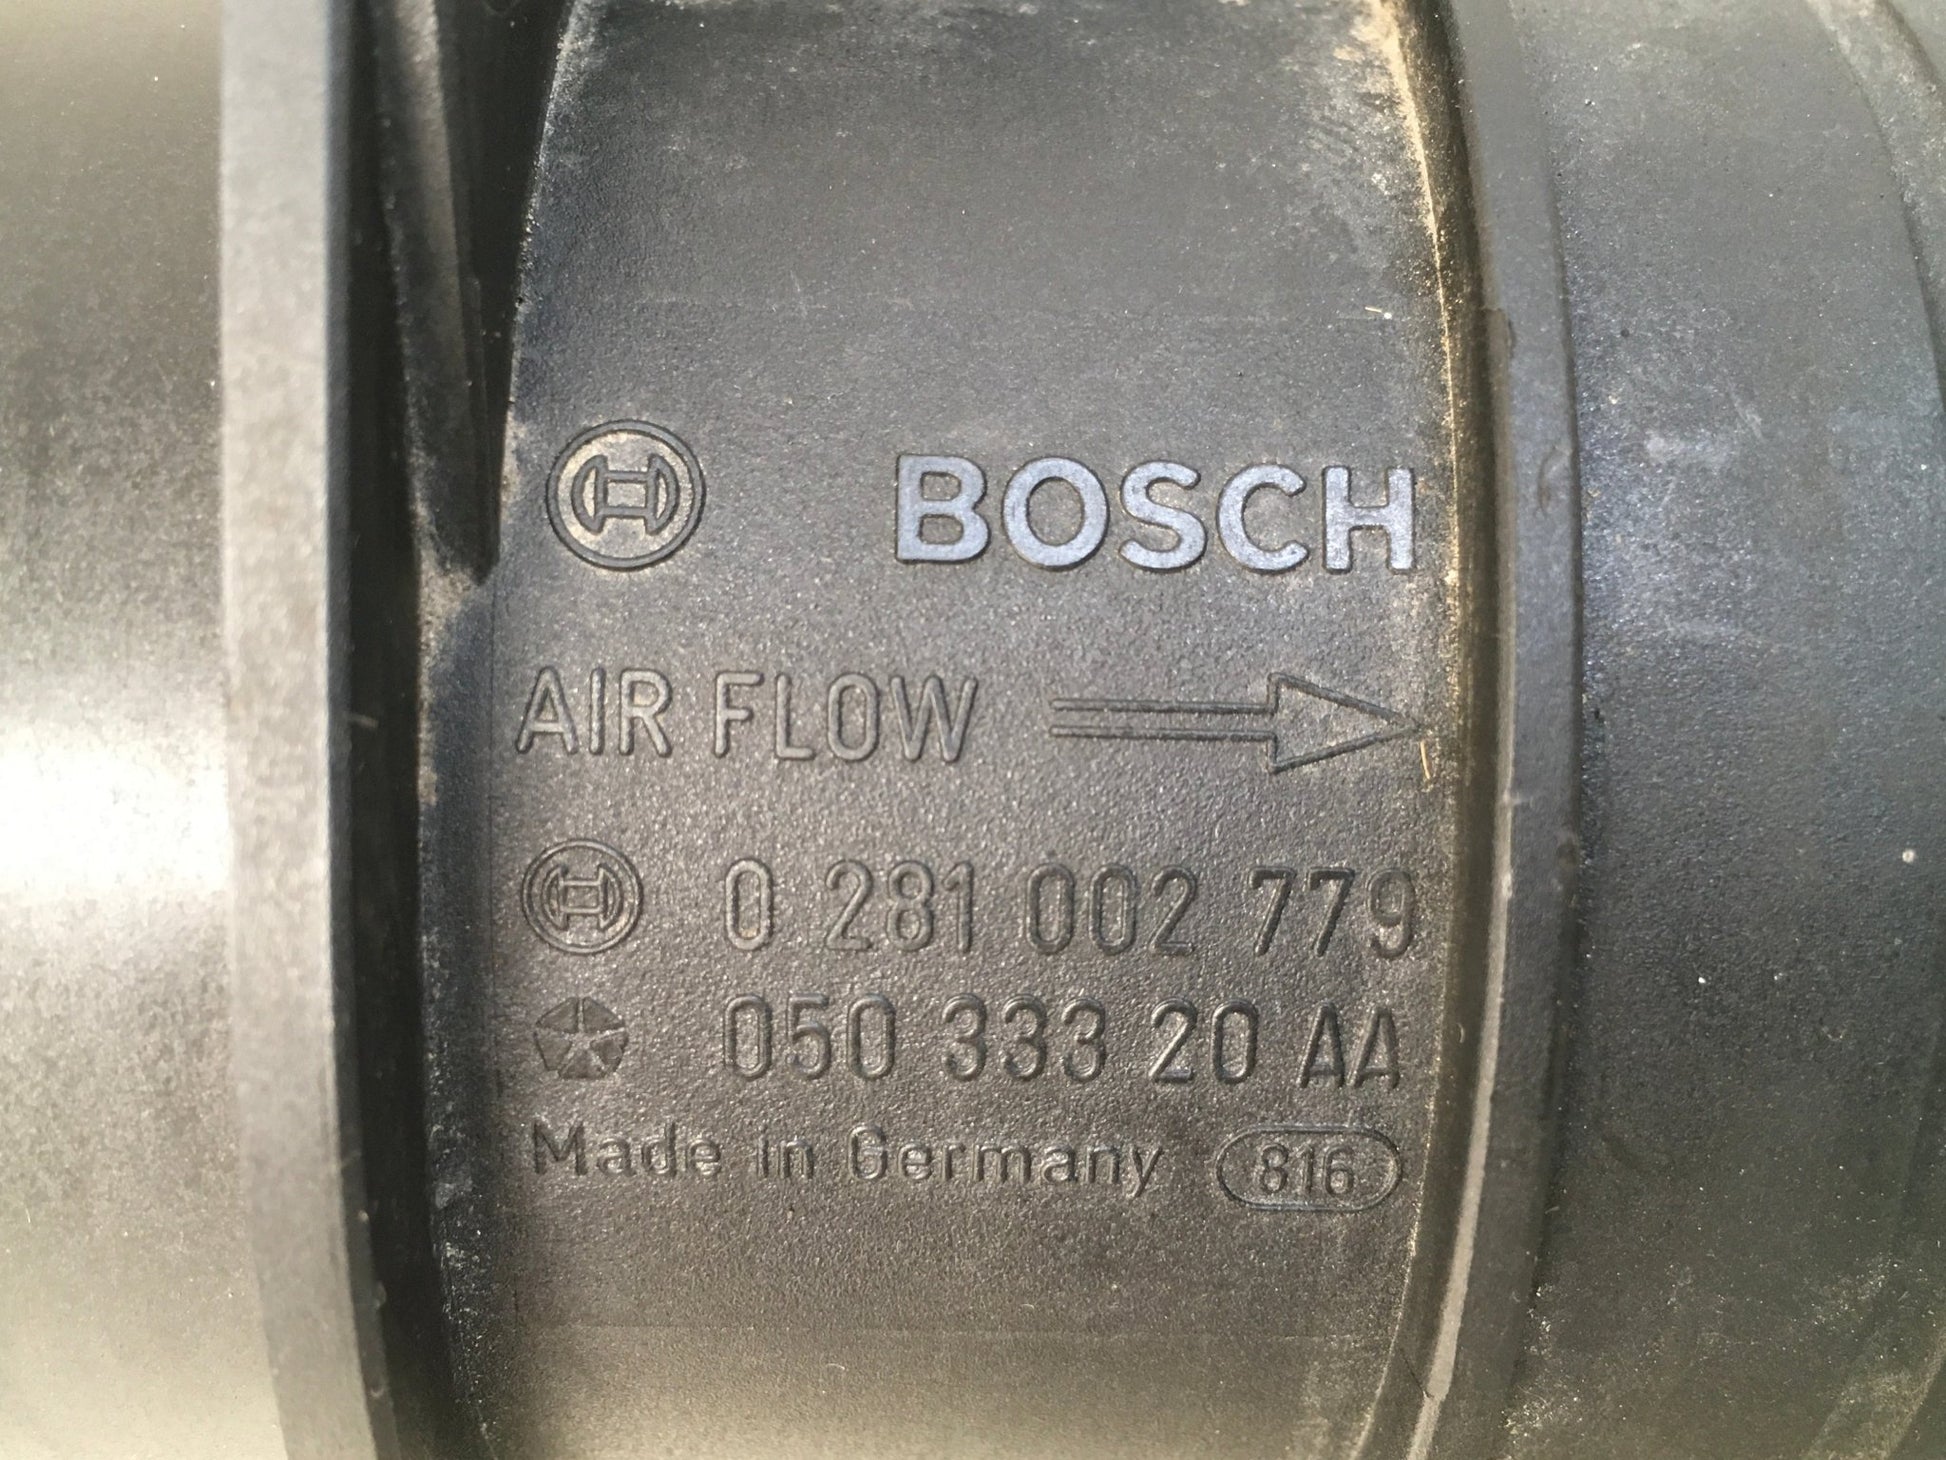 BOSCH
AIR FLOW
0 281 002 779
050 333 20 AA
Made in Germany 816